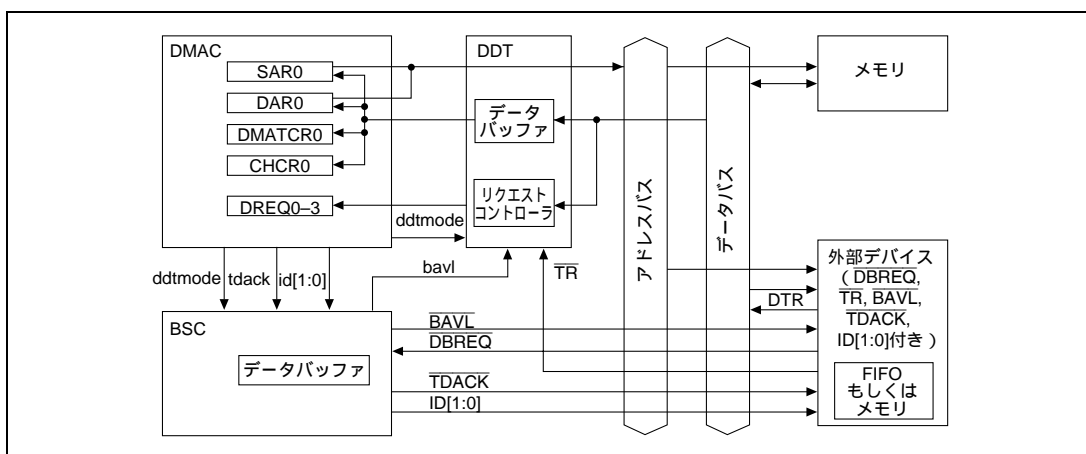 DMAC
SAR0
DAR0
DMATCR0
CHCR0
DREQ0–3
DDT
データ
バッファ
リクエスト
コントローラ
ddtmode
bavl
TR
ddtmode
tdack
id[1:0]
BSC
データバッファ
BAVL
DBREQ
TDACK
ID[1:0]
アドレスバス
データバス
メモリ
DTR
外部デバイス
（DBREQ,
TR, BAVL,
TDACK,
ID[1:0]付き）
FIFO
もしくは
メモリ